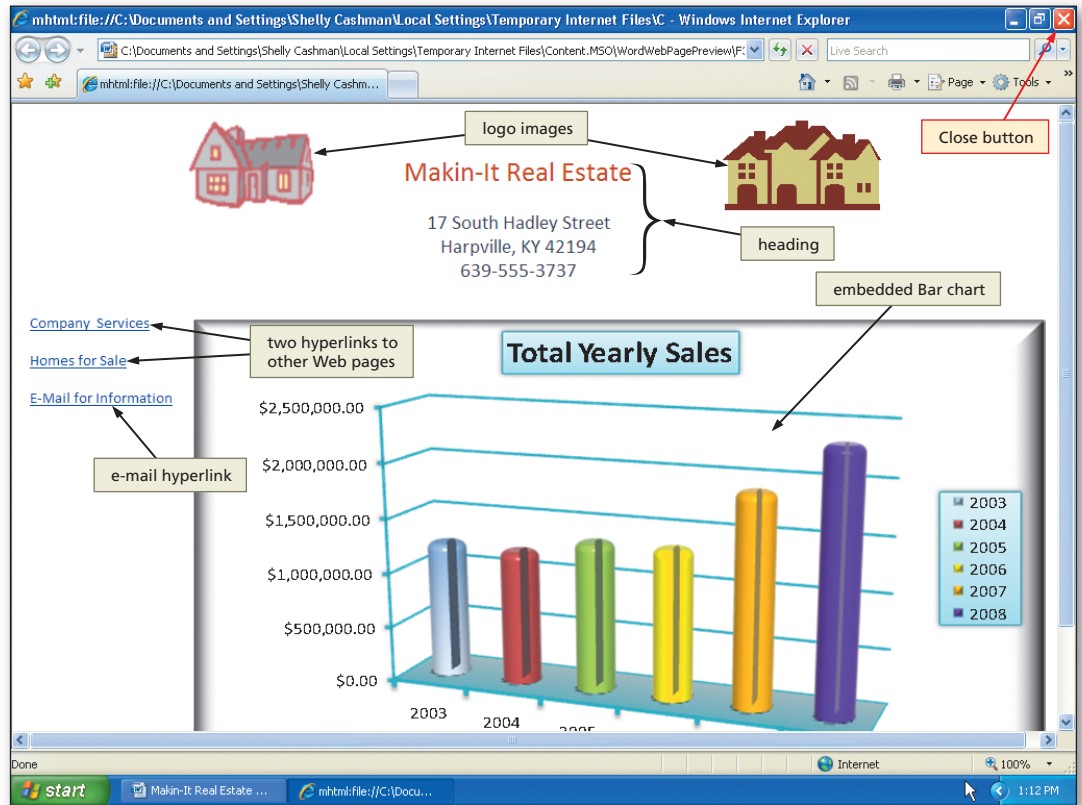 mhtml:file://C:\Documents and Settings\Shelly Cashman\Local Settings\Temporary Internet Files\C - Windows Internet Explorer
C:\Documents and Settings\Shelly Cashman\Local Settings\Temporary Internet Files\Content.MSO\WordWebPagePreview\F
Live Search
mhtml:file://C:\Documents and Settings\Shelly Cashm...
Page
Tools
Close button
logo images
Makin-It Real Estate
17 South Hadley Street
Harpville, KY 42194
639-555-3737
heading
embedded Bar chart
Company Services
Homes for Sale
E-Mail for Information
two hyperlinks to
other Web pages
e-mail hyperlink
Total Yearly Sales
$2,500,000.00
$2,000,000.00
$1,500,000.00
$1,000,000.00
$500,000.00
$0.00
2003
2004
2005
2003
2004
2005
2006
2007
2008
Done
Internet
100%
start
Makin-It Real Estate ...
mhtml:file://C:\Docu...
1:12 PM